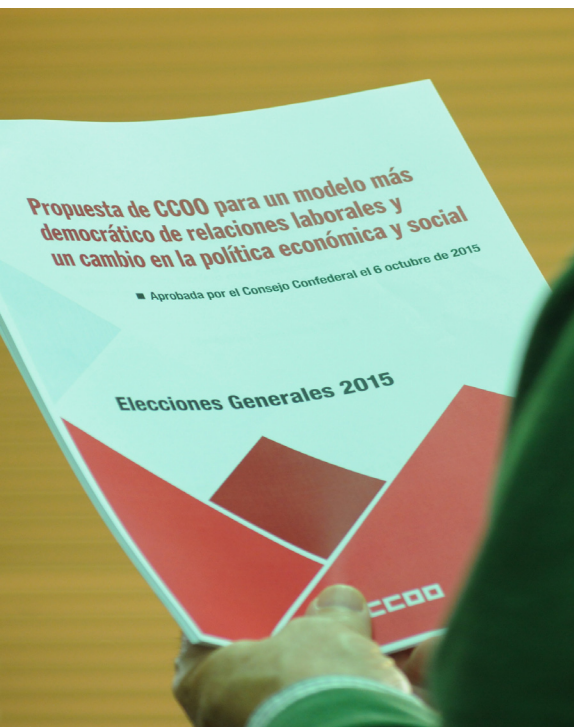 Propuesta de CCOO para un modelo más
democrático de relaciones laborales y
un cambio en la política económica y social
■ Aprobada por el Consejo Confederal el 6 octubre de 2015
Elecciones Generales 2015
CCOO